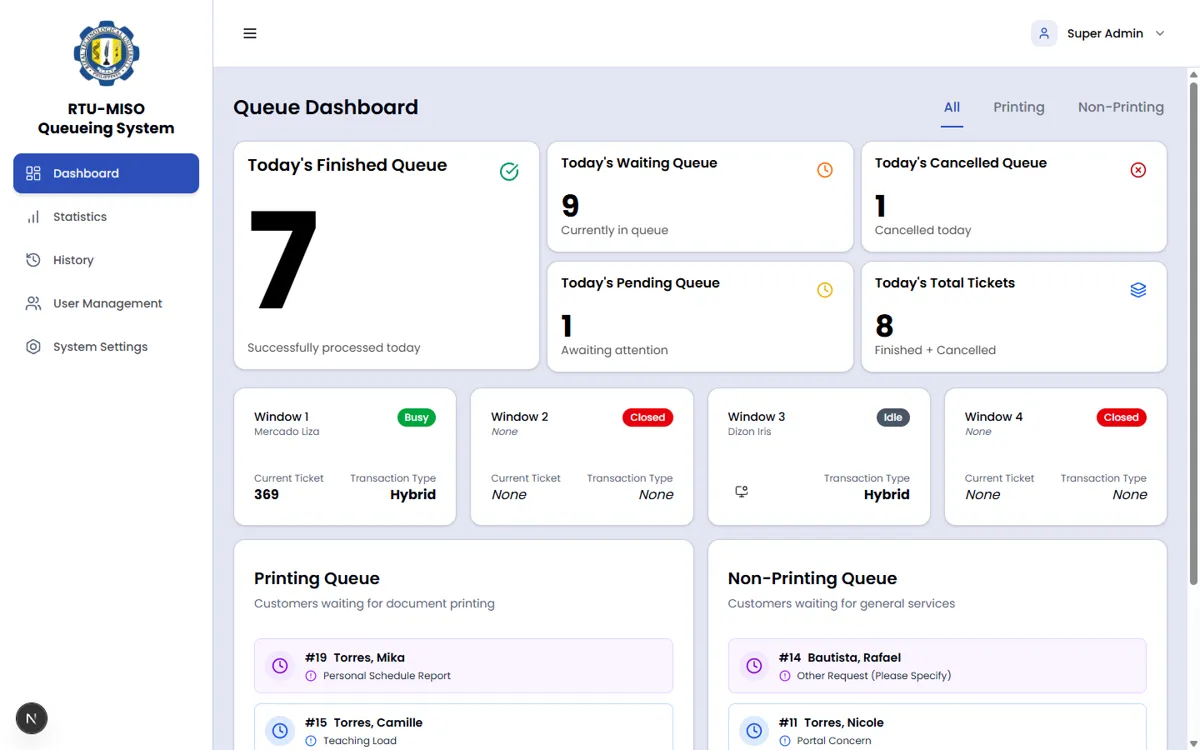 RTU-MISO
Queueing System
Dashboard
Statistics
History
User Management
System Settings
N
Super Admin
Queue Dashboard
All
Printing
Non-Printing
Today's Finished Queue
7
Successfully processed today
Today's Waiting Queue
9
Currently in queue
Today's Cancelled Queue
1
Cancelled today
Today's Pending Queue
1
Awaiting attention
Today's Total Tickets
8
Finished + Cancelled
Window 1
Busy
Mercado Liza
Current Ticket
Transaction Type
369
Hybrid
Window 2
Closed
None
Current Ticket
Transaction Type
None
None
Window 3
Idle
Dizon Iris
Transaction Type
Hybrid
Window 4
Closed
None
Current Ticket
Transaction Type
None
None
Printing Queue
Customers waiting for document printing
#19 Torres, Mika
Personal Schedule Report
#15 Torres, Camille
Teaching Load
Non-Printing Queue
Customers waiting for general services
#14 Bautista, Rafael
Other Request (Please Specify)
#11 Torres, Nicole
Portal Concern